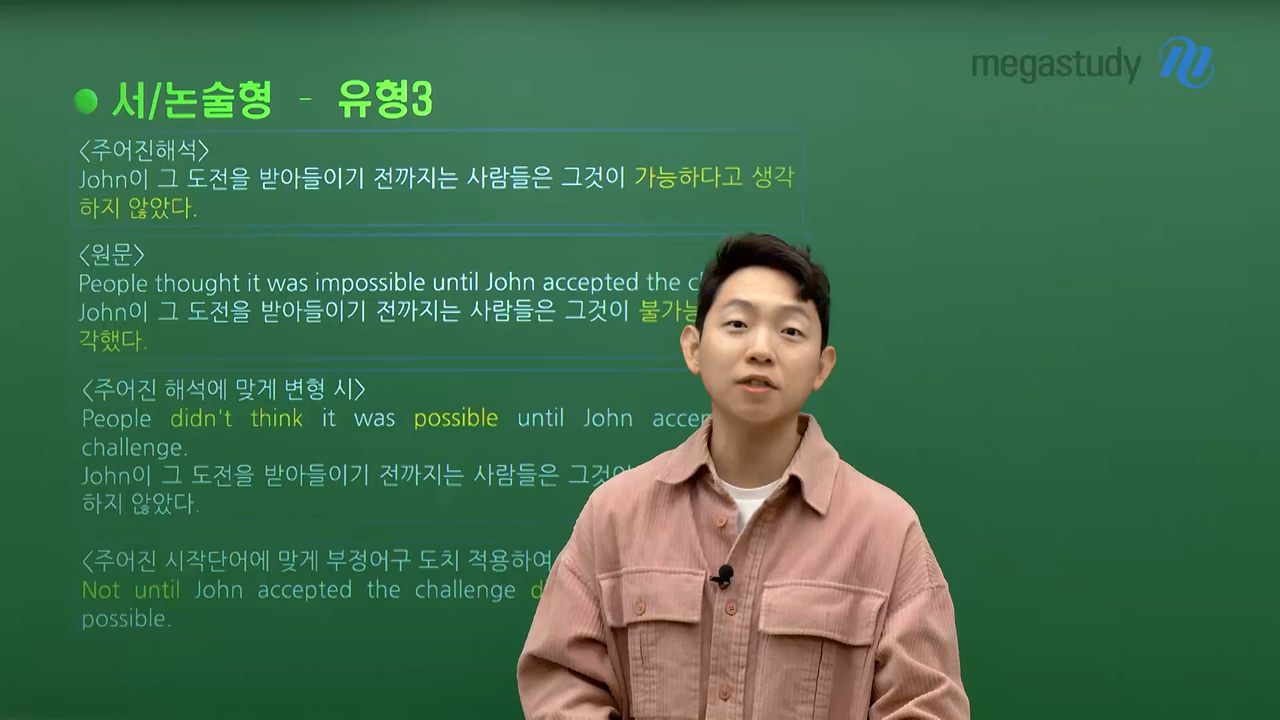 megastudy
서/논술형 - 유형3
<주어진해석>
John이 그 도전을 받아들이기 전까지는 사람들은 그것이 가능하다고 생각
하지 않았다.
<원문>
People thought it was impossible until John accepted the
John이 그 도전을 받아들이기 전까지는 사람들은 그것이
각했다.
<주어진 해석에 맞게 변형 시>
People didn't think it was possible until John
challenge.
John이 그 도전을 받아들이기 전까지는 사람들은
하지 않았다.
<주어진 시작단어에 맞게 부정어구 도치 적용하여
Not until John accepted the challenge
possible.